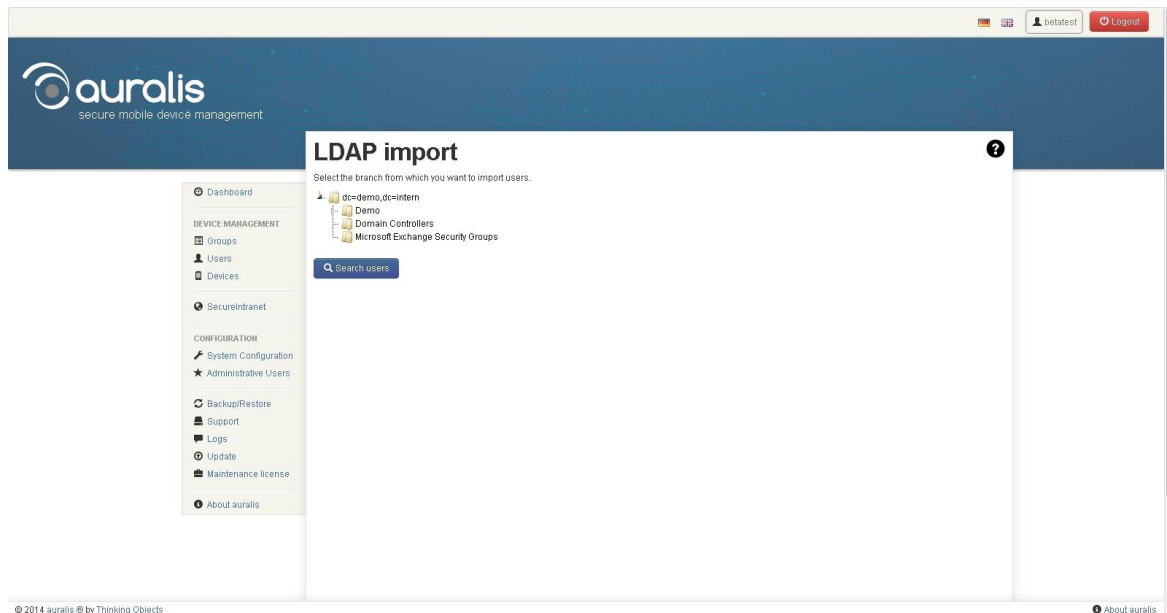 betatest
Logout
auralis
secure mobile device management
LDAP import
Select the branch from which you want to import users.
dc=demo,dc=intern
Demo
Domain Controllers
Microsoft Exchange Security Groups
Search users
Dashboard
DEVICE MANAGEMENT
Groups
Users
Devices
SecureIntranet
CONFIGURATION
System Configuration
Administrative Users
Backup/Restore
Support
Logs
Update
Maintenance license
About auralis
© 2014 auralis ® by Thinking Objects
About auralis